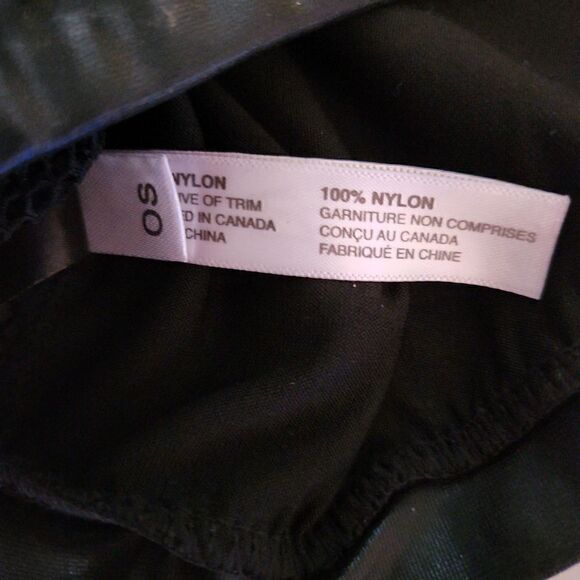 OS
NYLON
IVE OF TRIM
ED IN CANADA
CHINA
100% NYLON
GARNITURE NON COMPRISES
CONÇU AU CANADA
FABRIQUÉ EN CHINE